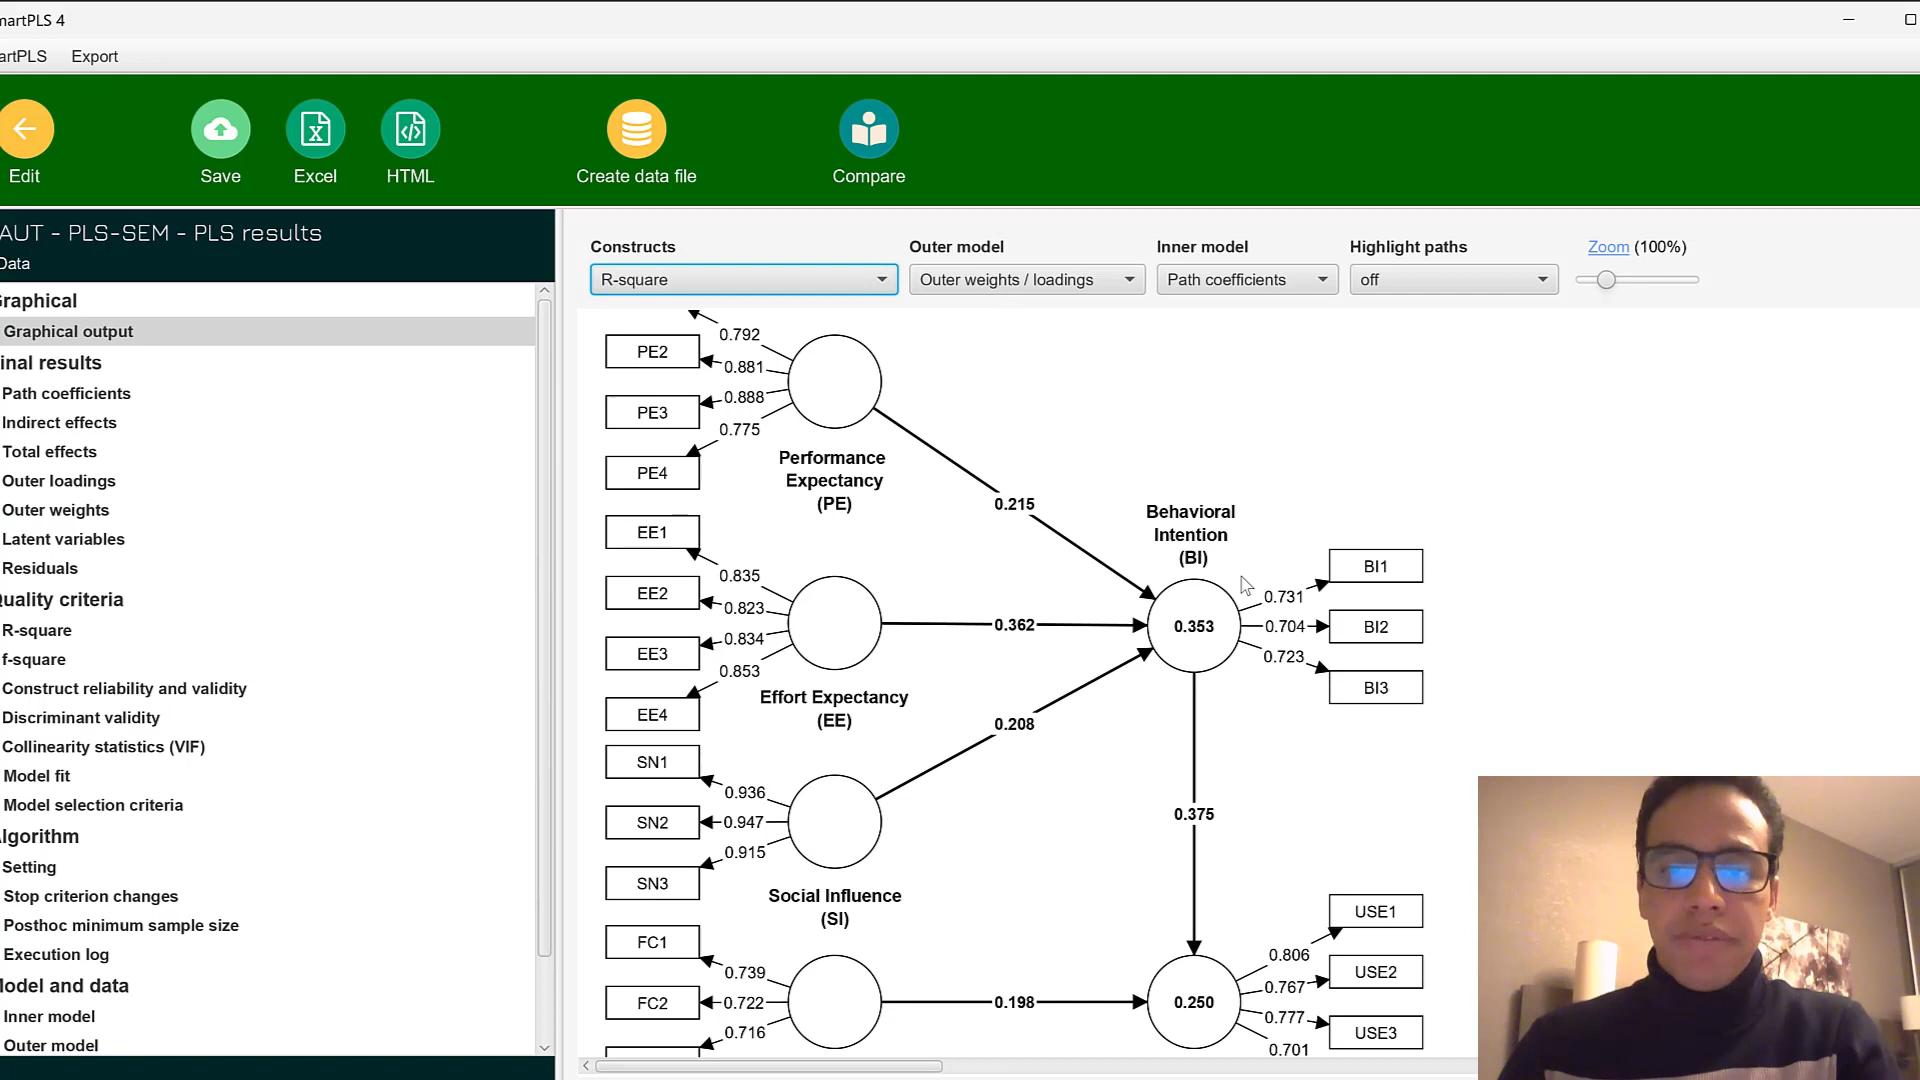 martPLS 4
artPLS Export
Edit Save Excel HTML Create data file Compare
AUT - PLS-SEM - PLS results
Data
Graphical
Graphical output
inal results
Path coefficients
Indirect effects
Total effects
Outer loadings
Outer weights
Latent variables
Residuals
Quality criteria
R-square
f-square
Construct reliability and validity
Discriminant validity
Collinearity statistics (VIF)
Model fit
Model selection criteria
lgorithm
Setting
Stop criterion changes
Posthoc minimum sample size
Execution log
Model and data
Inner model
Outer model
Constructs Outer model Inner model Highlight paths Zoom (100%)
R-square Outer weights / loadings Path coefficients off
0.792
PE2
0.881
0.888
PE3
0.775
PE4
Performance
Expectancy
(PE)
0.215
EE1
0.835
EE2
0.823
0.834
EE3
0.853
EE4
Effort Expectancy
(EE)
0.362
Behavioral
Intention
(BI)
0.353
0.731
BI1
0.704
BI2
0.723
BI3
SN1
0.936
SN2
0.947
0.915
SN3
Social Influence
(SI)
0.208
0.375
FC1
0.739
FC2
0.722
0.716
0.198
0.250
USE1
0.806
USE2
0.767
0.777
USE3
0.701